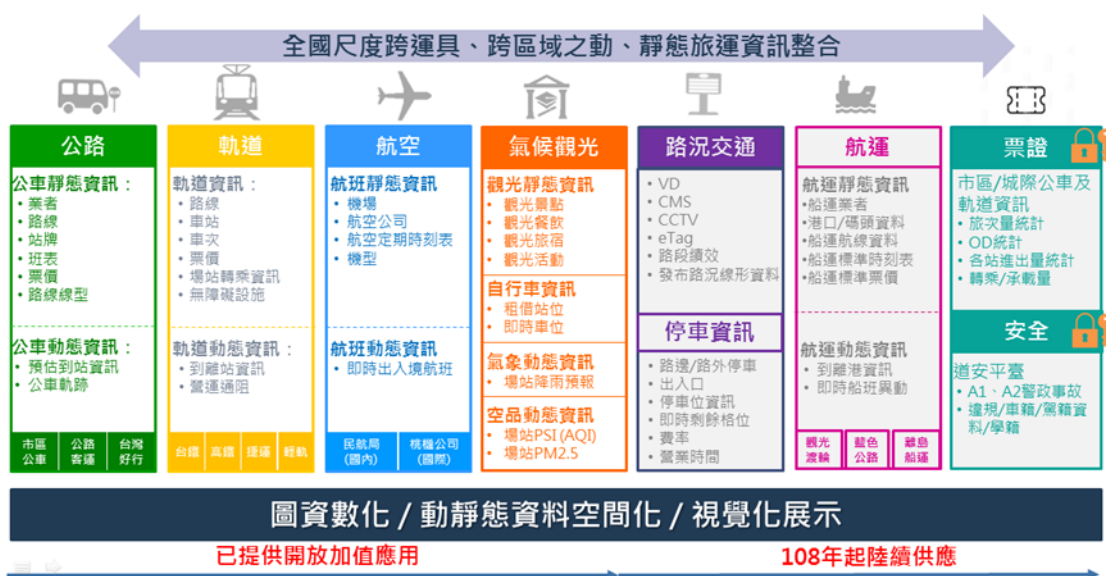 全國尺度跨運具、跨區域之動、靜態旅運資訊整合
公路
公車靜態資訊：
• 業者
• 路線
• 站牌
• 班表
• 票價
• 路線線型
公車動態資訊：
• 預估到站資訊
• 公車軌跡
市區
公車
公路
客運
台灣
好行
軌道
軌道資訊：
• 路線
• 車站
• 車次
• 票價
• 場站轉乘資訊
• 無障礙設施
軌道動態資訊：
• 到離站資訊
• 營運通阻
台鐵
高鐵
捷運
輕軌
航空
航班靜態資訊
• 機場
• 航空公司
• 航空定期時刻表
• 機型
航班動態資訊
• 即時出入境航班
民航局
(國內)
桃機公司
(國際)
氣候觀光
觀光靜態資訊
• 觀光景點
• 觀光餐飲
• 觀光旅宿
• 觀光活動
自行車資訊
• 租借站位
• 即時車位
氣象動態資訊
• 場站降雨預報
空品動態資訊
• 場站PSI (AQI)
• 場站PM2.5
路況交通
• VD
• CMS
• CCTV
• eTag
• 路段績效
• 發布路況線形資料
停車資訊
• 路邊/路外停車
• 出入口
• 停車位資訊
• 即時剩餘格位
• 費率
• 營業時間
航運
航運靜態資訊
•船運業者
•港口/碼頭資料
•船運航線資料
•船運標準時刻表
•船運標準票價
航運動態資訊
• 到離港資訊
• 即時船班異動
觀光
渡輪
藍色
公路
離島
船運
票證
市區/城際公車及
軌道資訊
• 旅次量統計
• OD統計
• 各站進出量統計
• 轉乘/承載量
安全
道安平臺
• A1、A2警政事故
• 違規/車籍/駕籍資
料/學籍
圖資數化 / 動靜態資料空間化 / 視覺化展示
已提供開放加值應用
108年起陸續供應